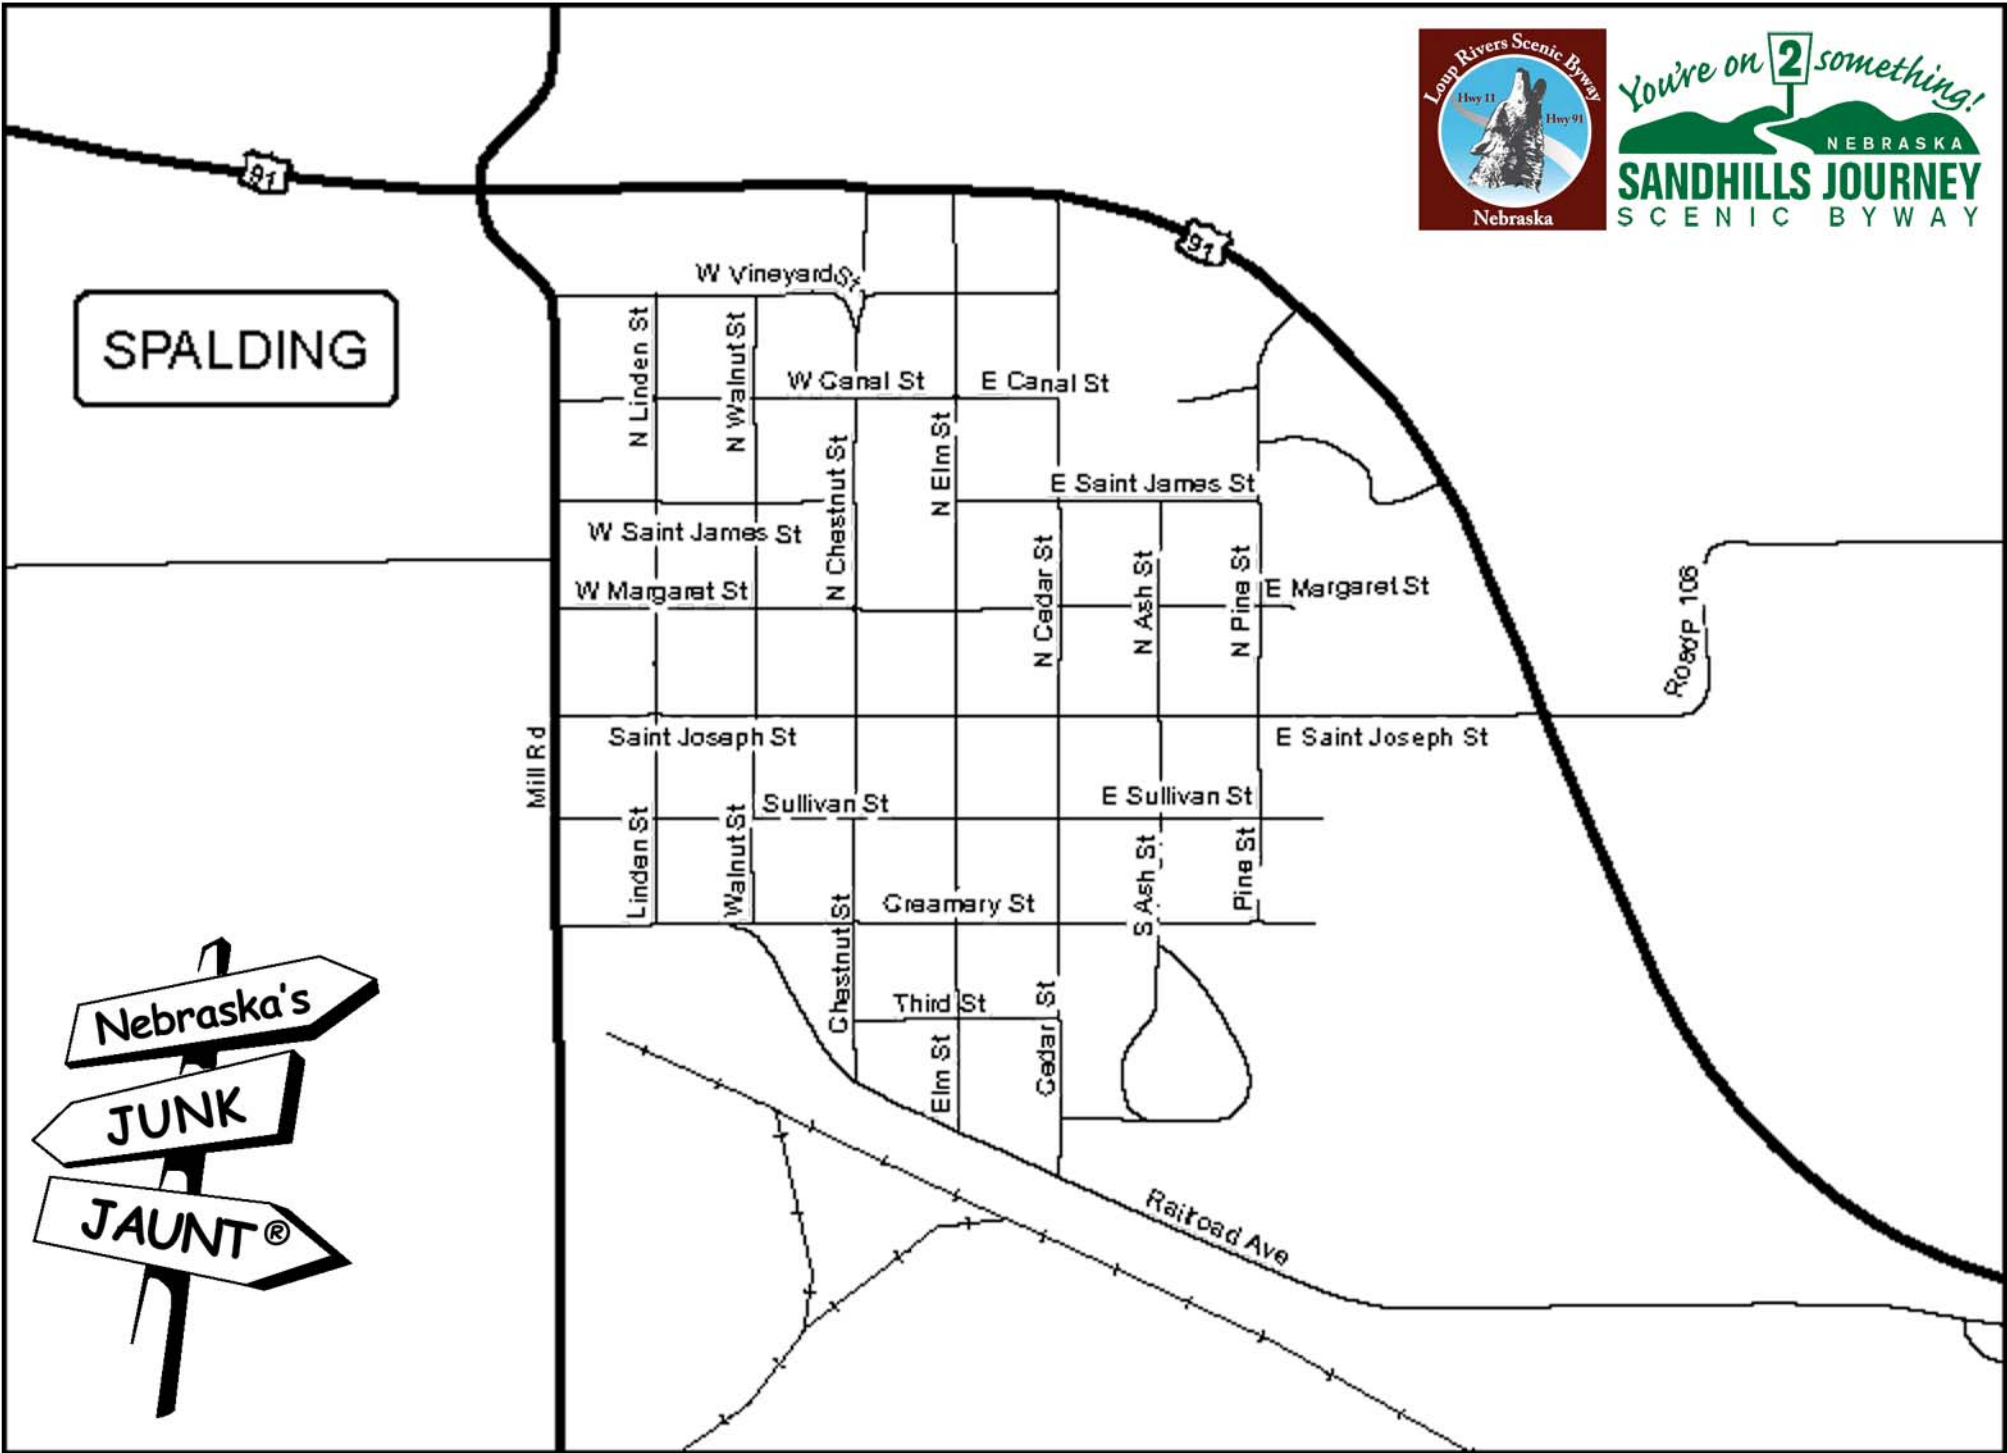 Loup Rivers Scenic Byway
Hwy 11
Hwy 91
Nebraska
You're on 2 something!
NEBRASKA
SANDHILLS JOURNEY
SCENIC BYWAY
91
91
SPALDING
W Vineyard St
N Linden St
N Walnut St
W Canal St
E Canal St
N Chestnut St
N Elm St
E Saint James St
W Saint James St
N Cedar St
N Ash St
N Pine St
W Margaret St
E Margaret St
Road P 106
Mill Rd
Saint Joseph St
E Saint Joseph St
Sullivan St
E Sullivan St
Linden St
Walnut St
Chestnut St
Creamery St
S Ash St
Pine St
Third St
Elm St
Cedar St
Railroad Ave
Nebraska's
JUNK
JAUNT®